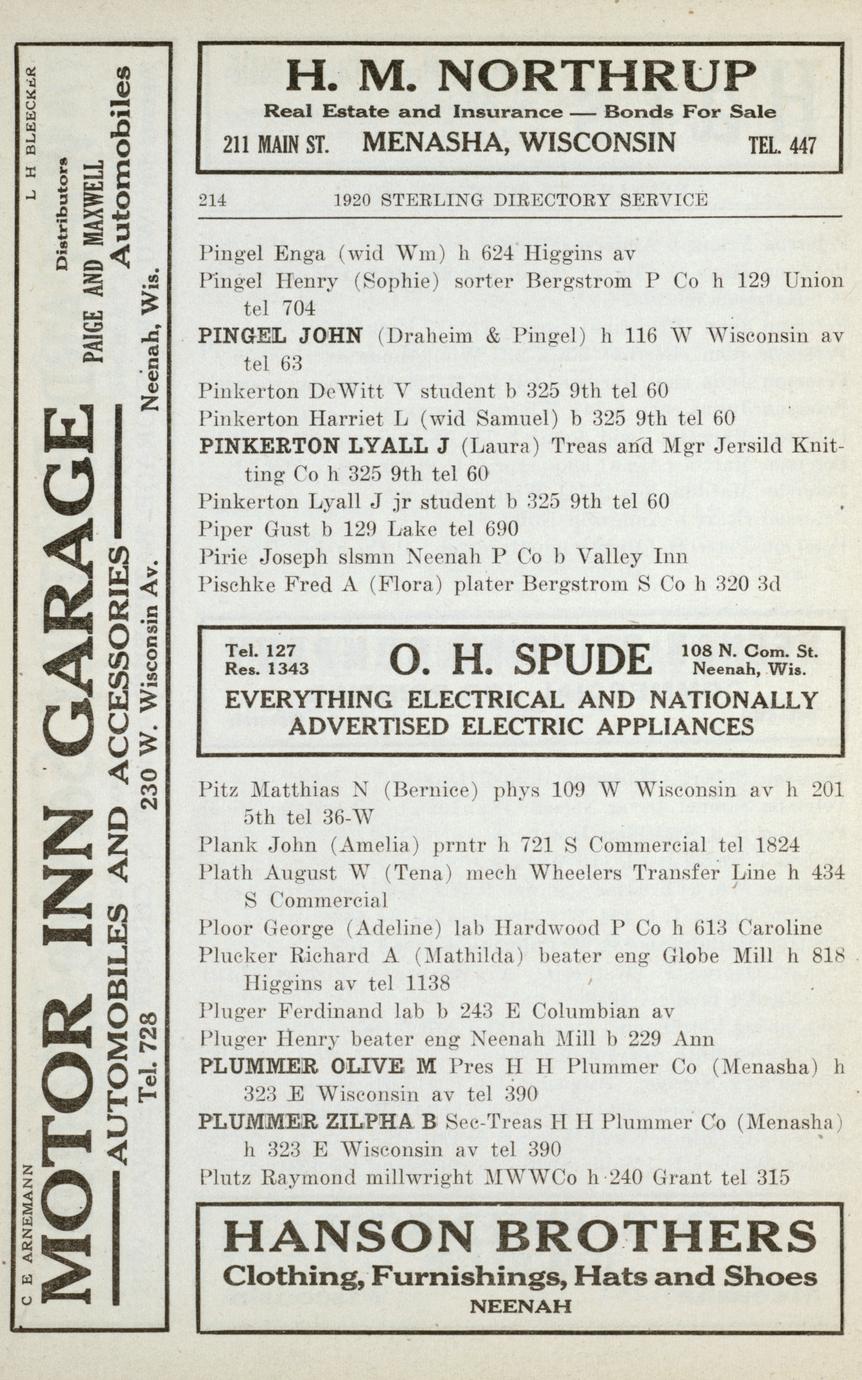 H. M. NORTHRUP
Real Estate and Insurance — Bonds For Sale
211 MAIN ST. MENASHA, WISCONSIN TEL. 447
214 1920 STERLING DIRECTORY SERVICE
Pingel Enga (wid Wm) h 624 Higgins av
Pingel Henry (Sophie) sorter Bergstrom P Co h 129 Union
tel 704
PINGEL JOHN (Draheim & Pingel) h 116 W Wisconsin av
tel 63
Pinkerton DeWitt V student b 325 9th tel 60
Pinkerton Harriet L (wid Samuel) b 325 9th tel 60
PINKERTON LYALL J (Laura) Treas and Mgr Jersild Knit-
ting Co h 325 9th tel 60
Pinkerton Lyall J jr student b 325 9th tel 60
Piper Gust b 129 Lake tel 690
Pirie Joseph slsmn Neenah P Co b Valley Inn
Pischke Fred A (Flora) plater Bergstrom S Co h 320 3d
Tel. 127
Res. 1343
O. H. SPUDE
108 N. Com. St.
Neenah, Wis.
EVERYTHING ELECTRICAL AND NATIONALLY
ADVERTISED ELECTRIC APPLIANCES
Pitz Matthias N (Bernice) phys 109 W Wisconsin av h 201
5th tel 36-W
Plank John (Amelia) prntr h 721 S Commercial tel 1824
Plath August W (Tena) mech Wheelers Transfer Line h 434
S Commercial
Ploor George (Adeline) lab Hardwood P Co h 613 Caroline
Plucker Richard A (Mathilda) beater eng Globe Mill h 818
Higgins av tel 1138
Pluger Ferdinand lab b 243 E Columbian av
Pluger Henry beater eng Neenah Mill b 229 Ann
PLUMMER OLIVE M Pres H H Plummer Co (Menasha) h
323 E Wisconsin av tel 390
PLUMMER ZILPHA B Sec-Treas H H Plummer Co (Menasha)
h 323 E Wisconsin av tel 390
Plutz Raymond millwright MWWCo h 240 Grant tel 315
HANSON BROTHERS
Clothing, Furnishings, Hats and Shoes
NEENAH
C E ARNEMANN L H BLEECKER
MOTOR INN GARAGE
Distributors
PAIGE AND MAXWELL
Automobiles
AUTOMOBILES AND ACCESSORIES
Tel. 728 230 W. Wisconsin Av. Neenah, Wis.